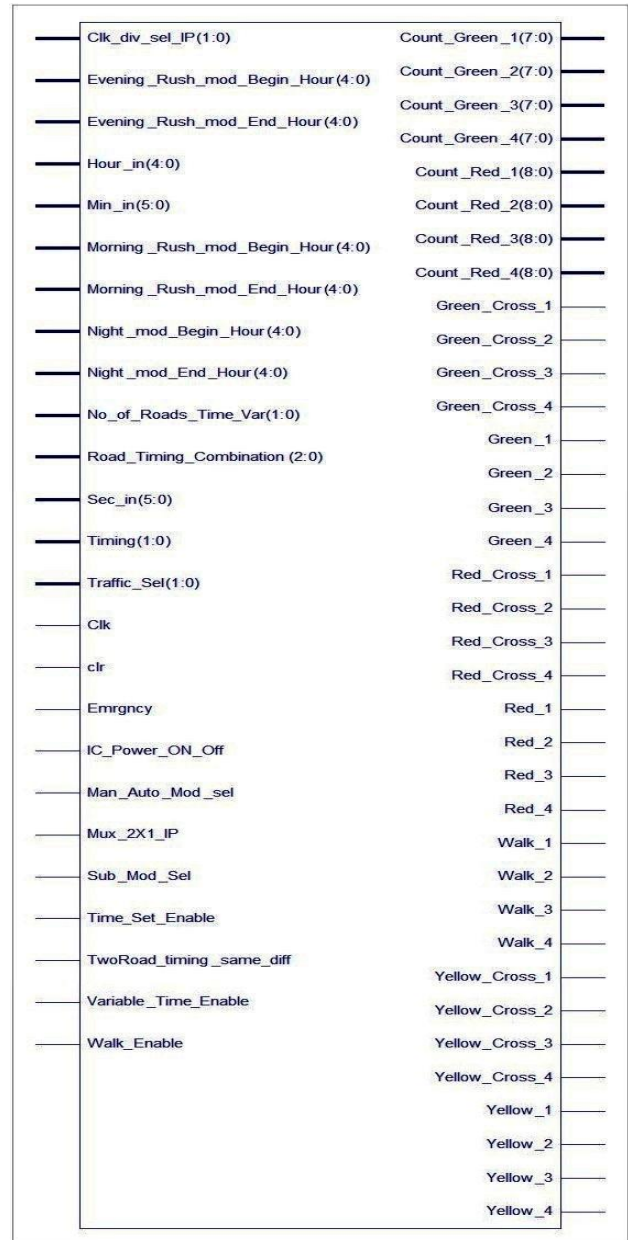 Clk_div_sel_IP(1:0)
Evening_Rush_mod_Begin_Hour(4:0)
Evening_Rush_mod_End_Hour(4:0)
Hour_in(4:0)
Min_in(5:0)
Morning_Rush_mod_Begin_Hour(4:0)
Morning_Rush_mod_End_Hour(4:0)
Night_mod_Begin_Hour(4:0)
Night_mod_End_Hour(4:0)
No_of_Roads_Time_Var(1:0)
Road_Timing_Combination (2:0)
Sec_in(5:0)
Timing(1:0)
Traffic_Sel(1:0)
Clk
clr
Emrgncy
IC_Power_ON_Off
Man_Auto_Mod_sel
Mux_2X1_IP
Sub_Mod_Sel
Time_Set_Enable
TwoRoad_timing_same_diff
Variable_Time_Enable
Walk_Enable
Count_Green_1(7:0)
Count_Green_2(7:0)
Count_Green_3(7:0)
Count_Green_4(7:0)
Count_Red_1(8:0)
Count_Red_2(8:0)
Count_Red_3(8:0)
Count_Red_4(8:0)
Green_Cross_1
Green_Cross_2
Green_Cross_3
Green_Cross_4
Green_1
Green_2
Green_3
Green_4
Red_Cross_1
Red_Cross_2
Red_Cross_3
Red_Cross_4
Red_1
Red_2
Red_3
Red_4
Walk_1
Walk_2
Walk_3
Walk_4
Yellow_Cross_1
Yellow_Cross_2
Yellow_Cross_3
Yellow_Cross_4
Yellow_1
Yellow_2
Yellow_3
Yellow_4